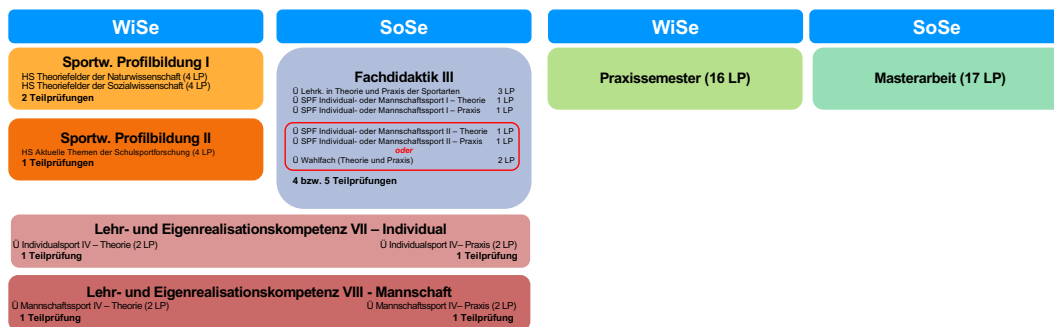 WiSe
SoSe
WiSe
SoSe
Sportw. Profilbildung I
HS Theoriefelder der Naturwissenschaft (4 LP)
HS Theoriefelder der Sozialwissenschaft (4 LP)
2 Teilprüfungen
Sportw. Profilbildung II
HS Aktuelle Themen der Schulsportforschung (4 LP)
1 Teilprüfungen
Fachdidaktik III
Ü Lehrk. in Theorie und Praxis der Sportarten 3 LP
Ü SPF Individual- oder Mannschaftssport I – Theorie 1 LP
Ü SPF Individual- oder Mannschaftssport I – Praxis 1 LP
Ü SPF Individual- oder Mannschaftssport II – Theorie 1 LP
Ü SPF Individual- oder Mannschaftssport II – Praxis 1 LP
oder
Ü Wahlfach (Theorie und Praxis) 2 LP
4 bzw. 5 Teilprüfungen
Praxissemester (16 LP)
Masterarbeit (17 LP)
Lehr- und Eigenrealisationskompetenz VII – Individual
Ü Individualsport IV – Theorie (2 LP) Ü Individualsport IV– Praxis (2 LP)
1 Teilprüfung 1 Teilprüfung
Lehr- und Eigenrealisationskompetenz VIII - Mannschaft
Ü Mannschaftssport IV – Theorie (2 LP) Ü Mannschaftssport IV– Praxis (2 LP)
1 Teilprüfung 1 Teilprüfung